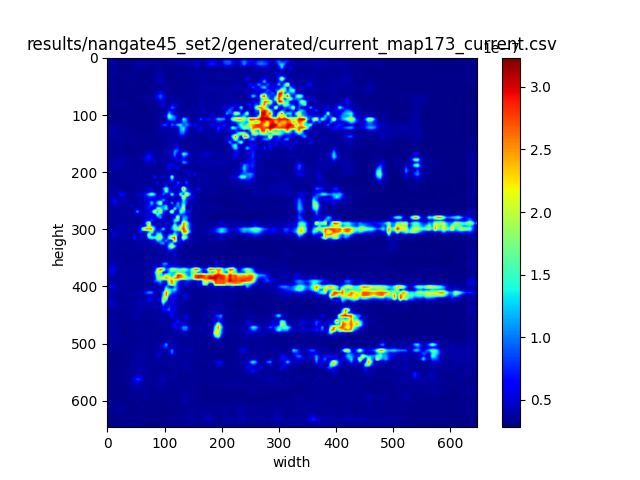 results/nangate45_set2/generated/current_map173_current.csv
1e−7
0
100
200
300
400
500
600
height
0 100 200 300 400 500 600
width
3.0
2.5
2.0
1.5
1.0
0.5